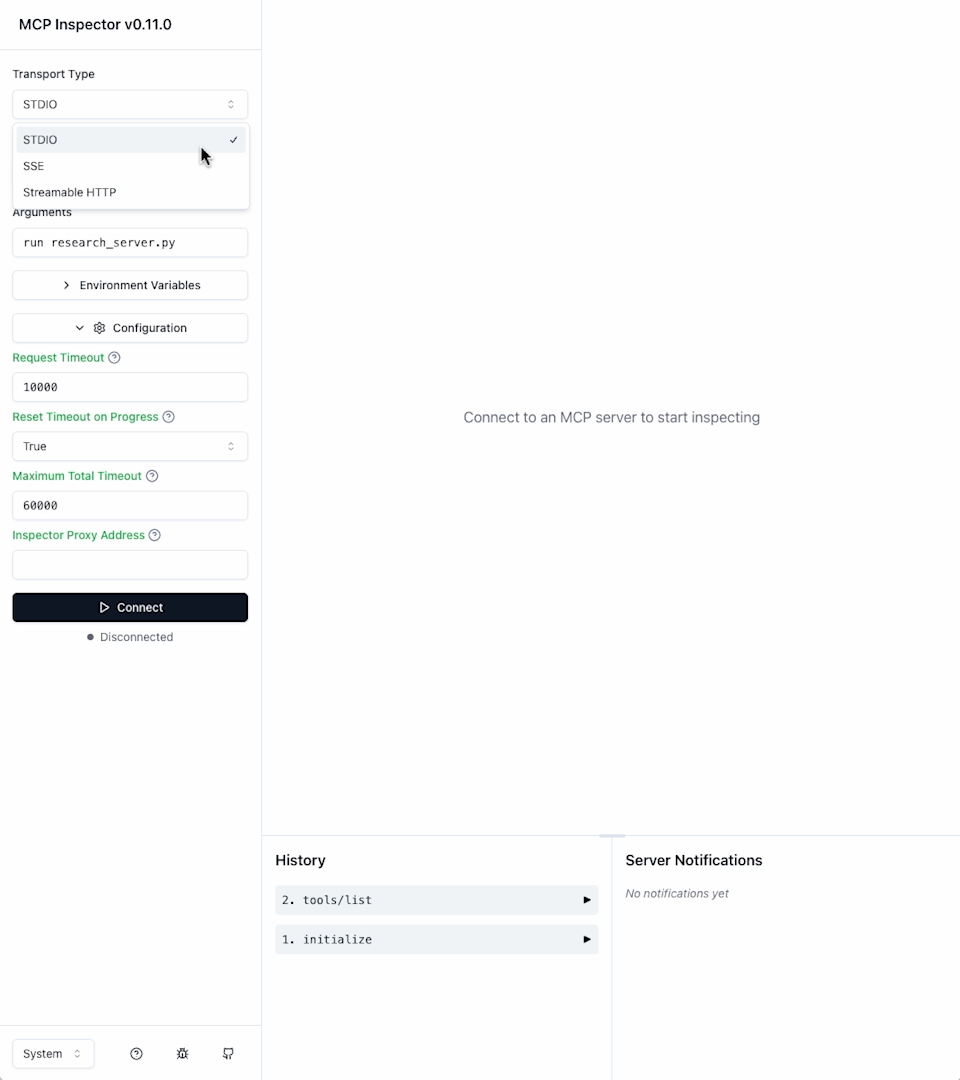 MCP Inspector v0.11.0
Transport Type
STDIO
STDIO
SSE
Streamable HTTP
Arguments
run research_server.py
Environment Variables
Configuration
Request Timeout
10000
Reset Timeout on Progress
True
Maximum Total Timeout
60000
Inspector Proxy Address
Connect
Disconnected
System
Connect to an MCP server to start inspecting
History
2. tools/list
1. initialize
Server Notifications
No notifications yet